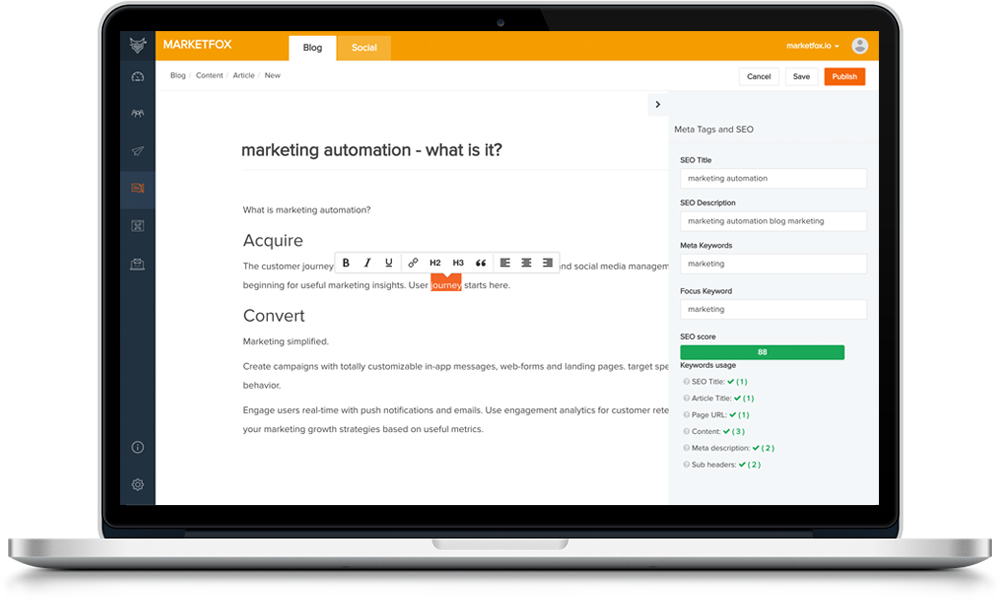 MARKETFOX
Blog
Social
marketfox.io
Blog / Content / Article / New
Cancel
Save
Publish
marketing automation - what is it?
What is marketing automation?
Acquire
B I U H2 H3 “
The customer journey nd social media managem
beginning for useful marketing insights. User journey starts here.
Convert
Marketing simplified.
Create campaigns with totally customizable in-app messages, web-forms and landing pages. target spe
behavior.
Engage users real-time with push notifications and emails. Use engagement analytics for customer rete
your marketing growth strategies based on useful metrics.
Meta Tags and SEO
SEO Title
marketing automation
SEO Description
marketing automation blog marketing
Meta Keywords
marketing
Focus Keyword
marketing
SEO score
88
Keywords usage
SEO Title: ✔ ( 1 )
Article Title: ✔ ( 1 )
Page URL: ✔ ( 1 )
Content: ✔ ( 3 )
Meta description: ✔ ( 2 )
Sub headers: ✔ ( 2 )